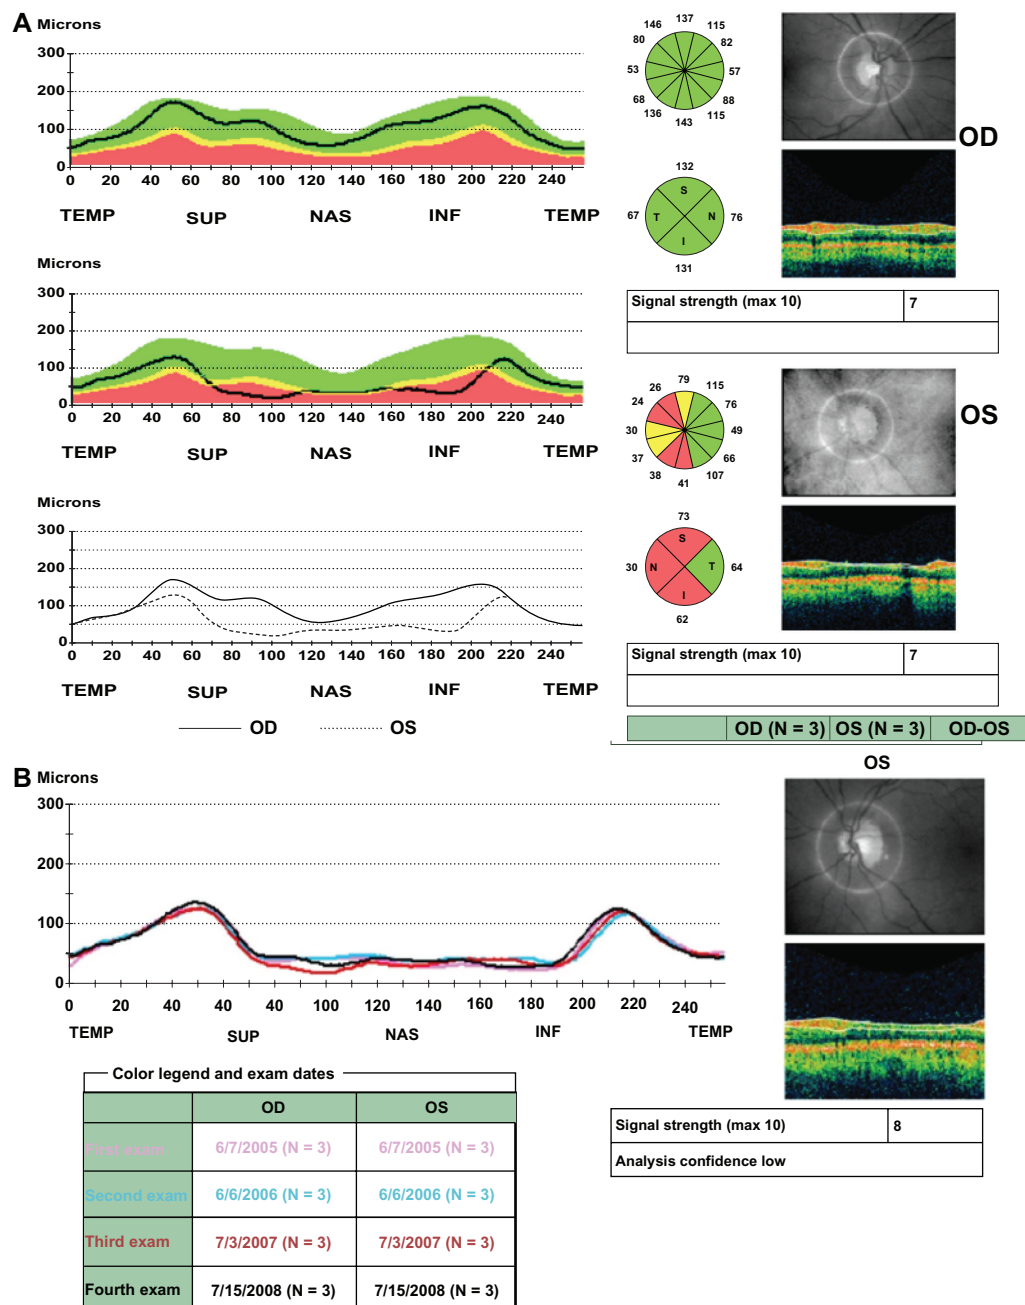 A
Microns
300
200
100
0
0 20 40 60 80 100 120 140 160 180 200 220 240
TEMP SUP NAS INF TEMP
146 137 115
80 82
53 57
68 88
136 143 115
132
S
67 T N 76
I
131
OD
Signal strength (max 10) 7
Microns
300
200
100
0
0 20 40 60 80 100 120 140 160 180 200 220 240
TEMP SUP NAS INF TEMP
26 79 115
24 76
30 49
37 66
38 41 107
73
S
30 N T 64
I
62
OS
Signal strength (max 10) 7
Microns
300
200
100
0
0 20 40 60 80 100 120 140 160 180 200 220 240
TEMP SUP NAS INF TEMP
OD OS
OD (N = 3) OS (N = 3) OD-OS
B
Microns
300
200
100
0
0 20 40 60 80 100 120 140 160 180 200 220 240
TEMP SUP NAS INF TEMP
OS
Signal strength (max 10) 8
Analysis confidence low
Color legend and exam dates
OD OS
First exam 6/7/2005 (N = 3) 6/7/2005 (N = 3)
Second exam 6/6/2006 (N = 3) 6/6/2006 (N = 3)
Third exam 7/3/2007 (N = 3) 7/3/2007 (N = 3)
Fourth exam 7/15/2008 (N = 3) 7/15/2008 (N = 3)